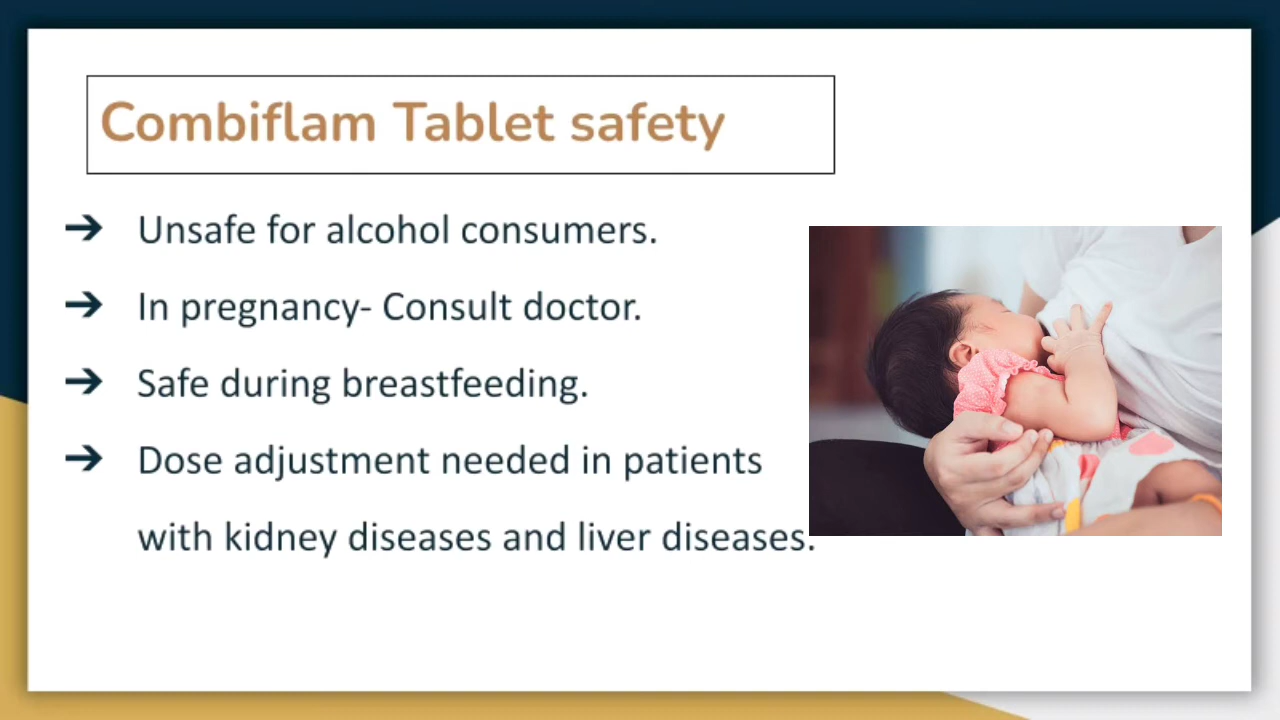 Combiflam Tablet safety
➔ Unsafe for alcohol consumers.
➔ In pregnancy- Consult doctor.
➔ Safe during breastfeeding.
➔ Dose adjustment needed in patients
with kidney diseases and liver diseases.